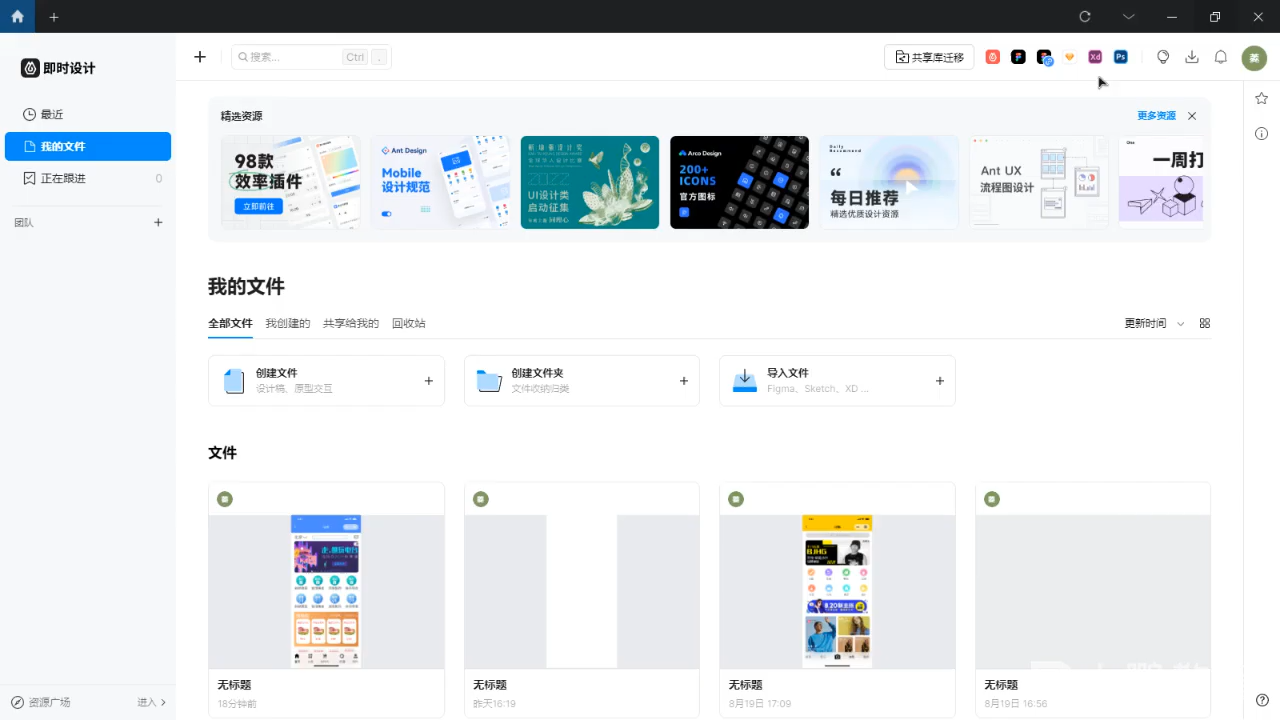 即时设计
搜索...
Ctrl
.
共享库迁移
Xd
Ps
蓁
最近
我的文件
正在跟进
0
团队
精选资源
更多资源
98款
效率插件
立即前往
Ant Design
Mobile
设计规范
2022
UI设计类
启动征集
Arco Design
200+
ICONS
官方图标
Daily
Recommend
每日推荐
精选优质设计资源
Ant UX
流程图设计
一周打
我的文件
全部文件
我创建的
共享给我的
回收站
更新时间
创建文件
设计稿、原型交互
创建文件夹
文件收纳归类
导入文件
Figma、Sketch、XD ...
文件
BJHG
8.20
无标题
18分钟前
无标题
昨天16:19
无标题
8月19日 17:09
无标题
8月19日 16:56
资源广场
进入